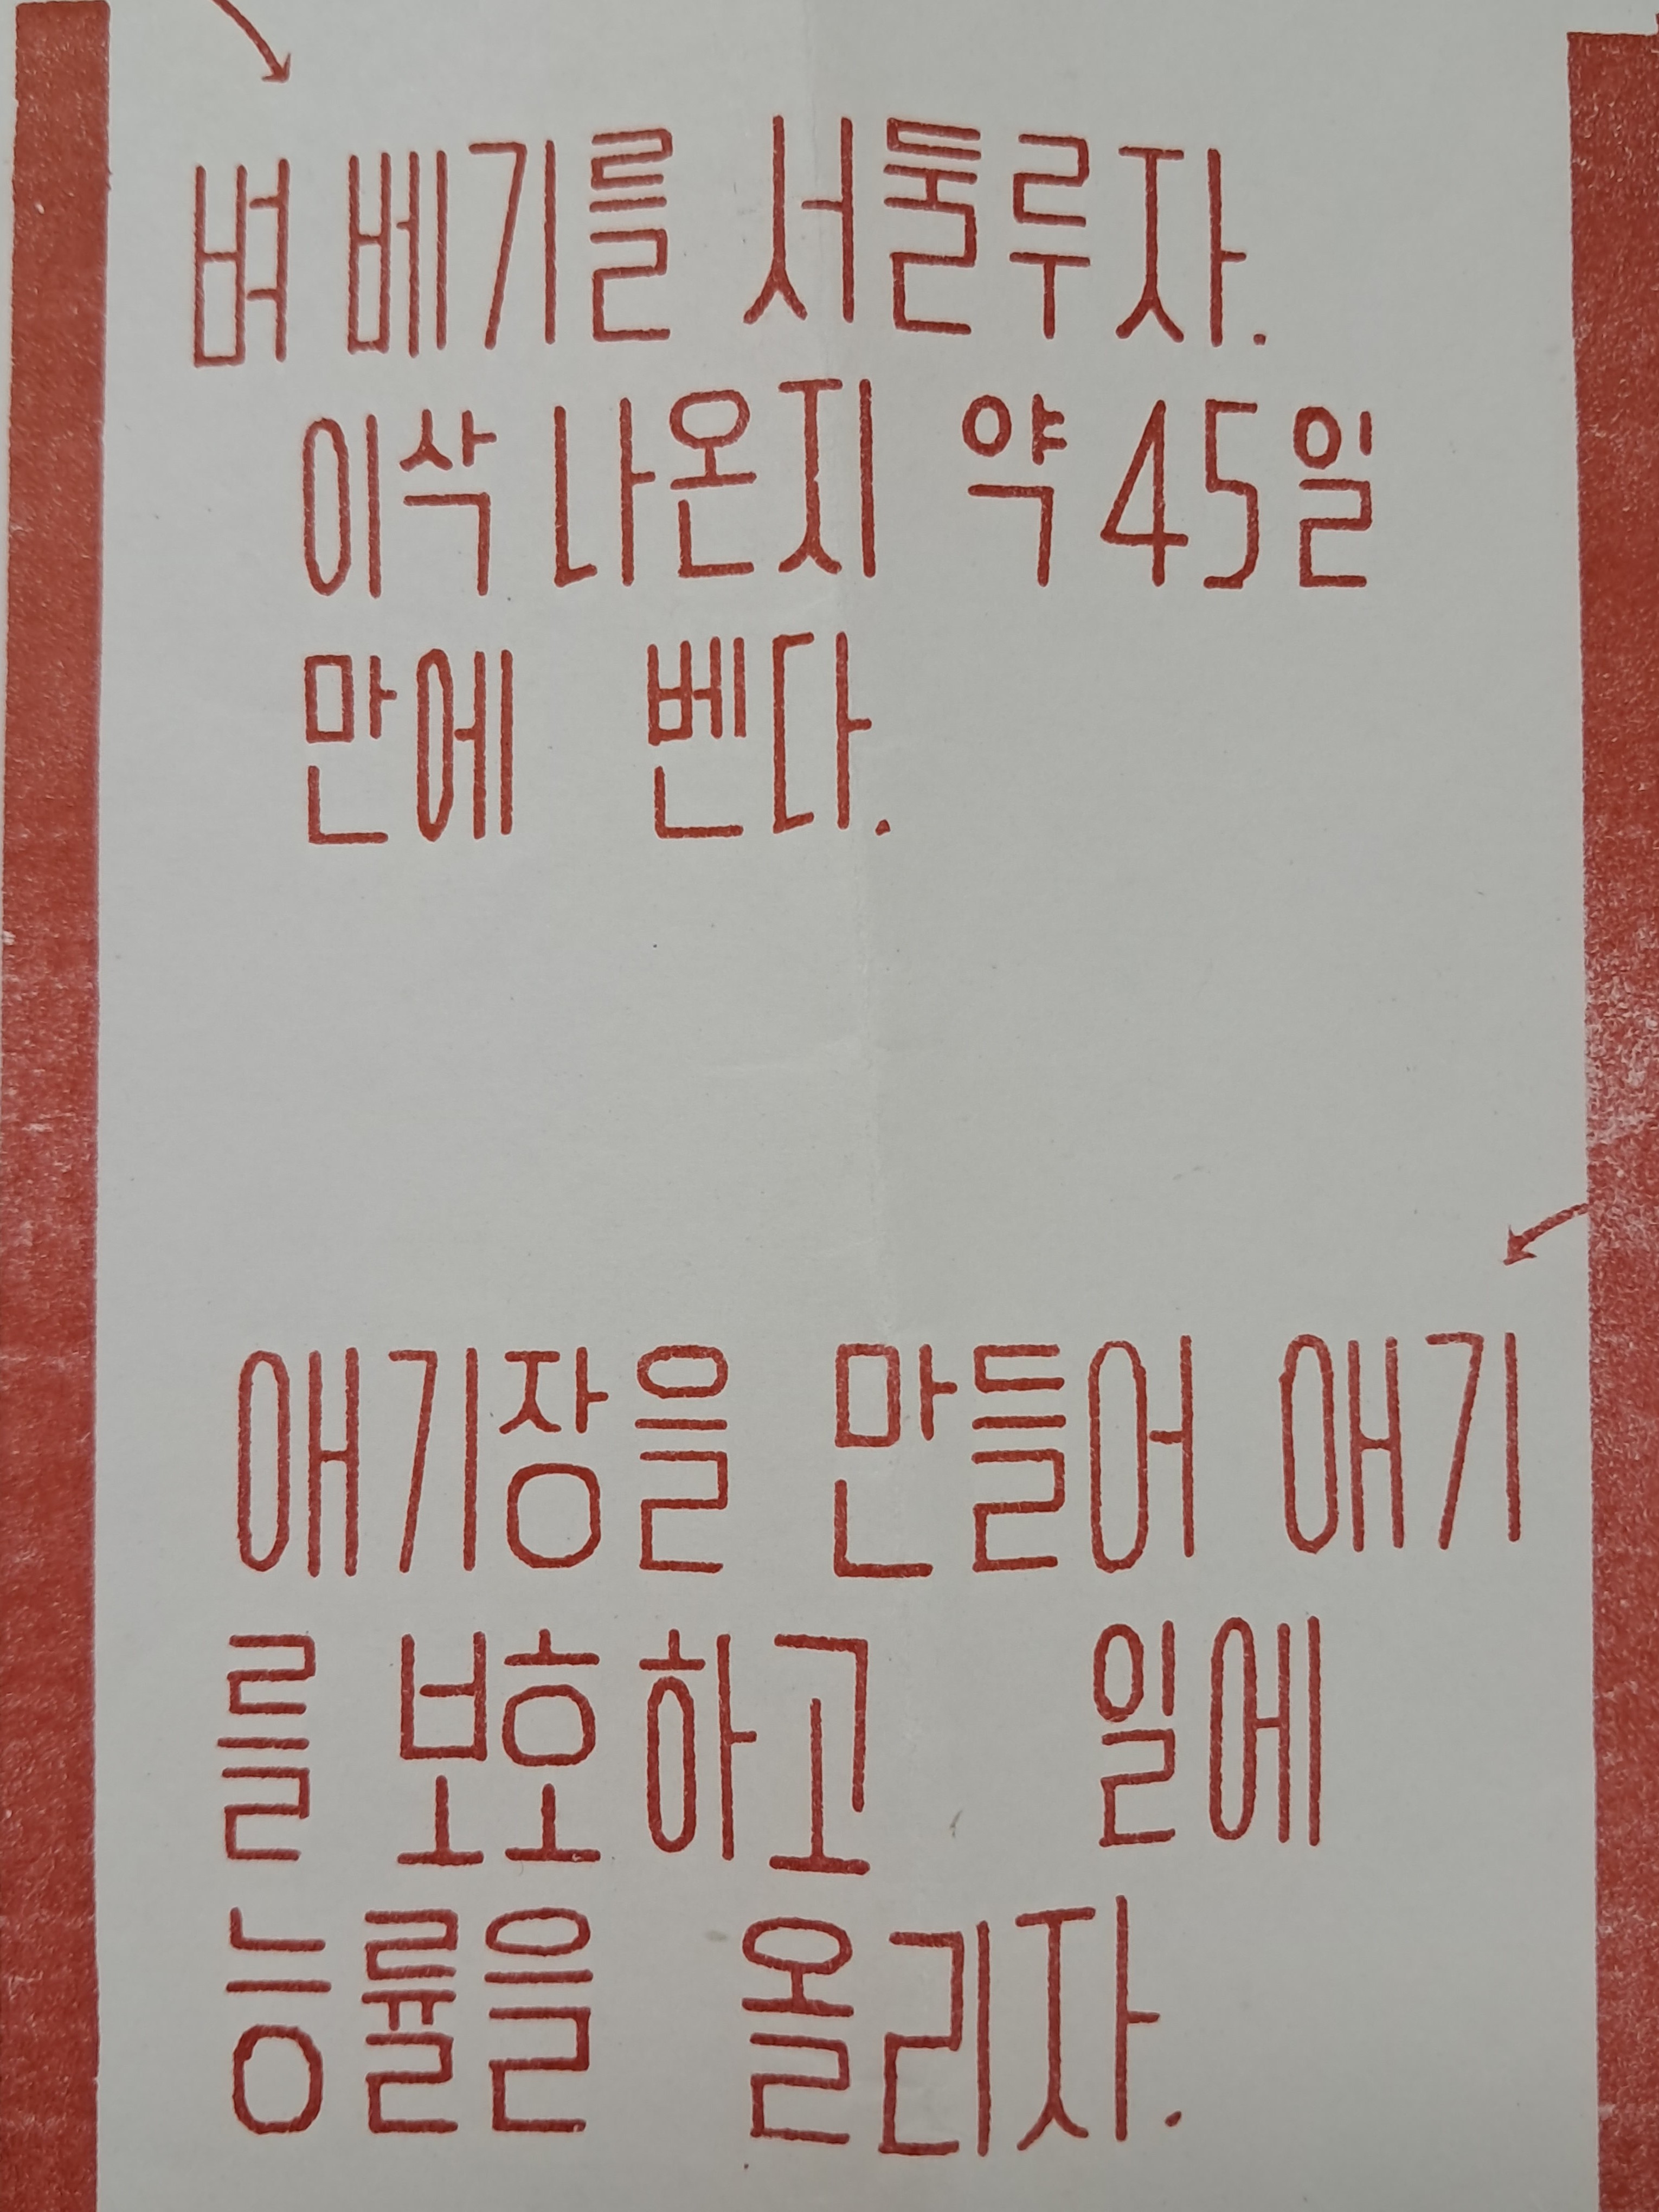 벼 베기를 서둘루자.
이삭 나온지 약 45일
만에 벤다.
애기장을 만들어 애기
를 보호하고 일에
능률을 올리자.